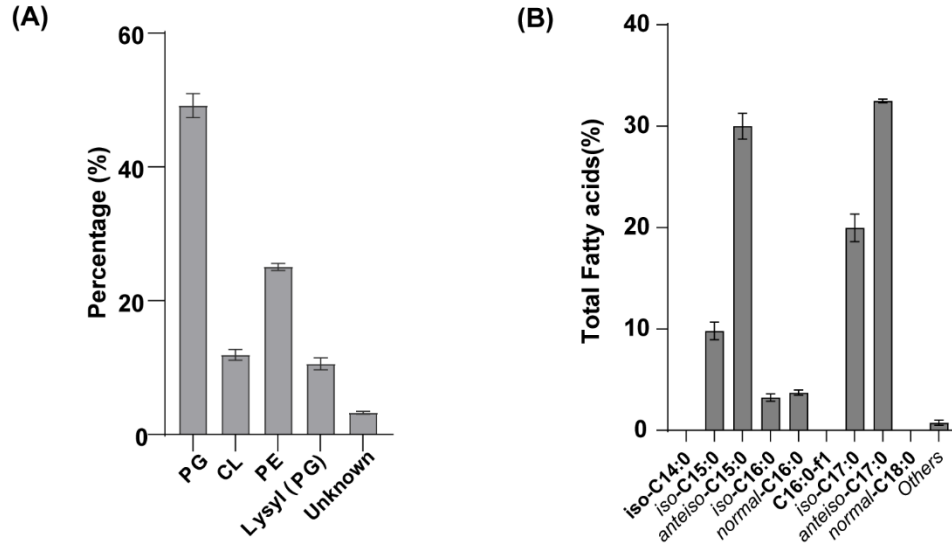 (A)
Percentage (%)
60
40
20
0
PG
CL
PE
Lysyl (PG)
Unknown
(B)
Total Fatty acids(%)
40
30
20
10
0
iso-C14:0
iso-C15:0
anteiso-C15:0
iso-C16:0
normal-C16:0
C16:0-f1
iso-C17:0
anteiso-C17:0
normal-C18:0
Others